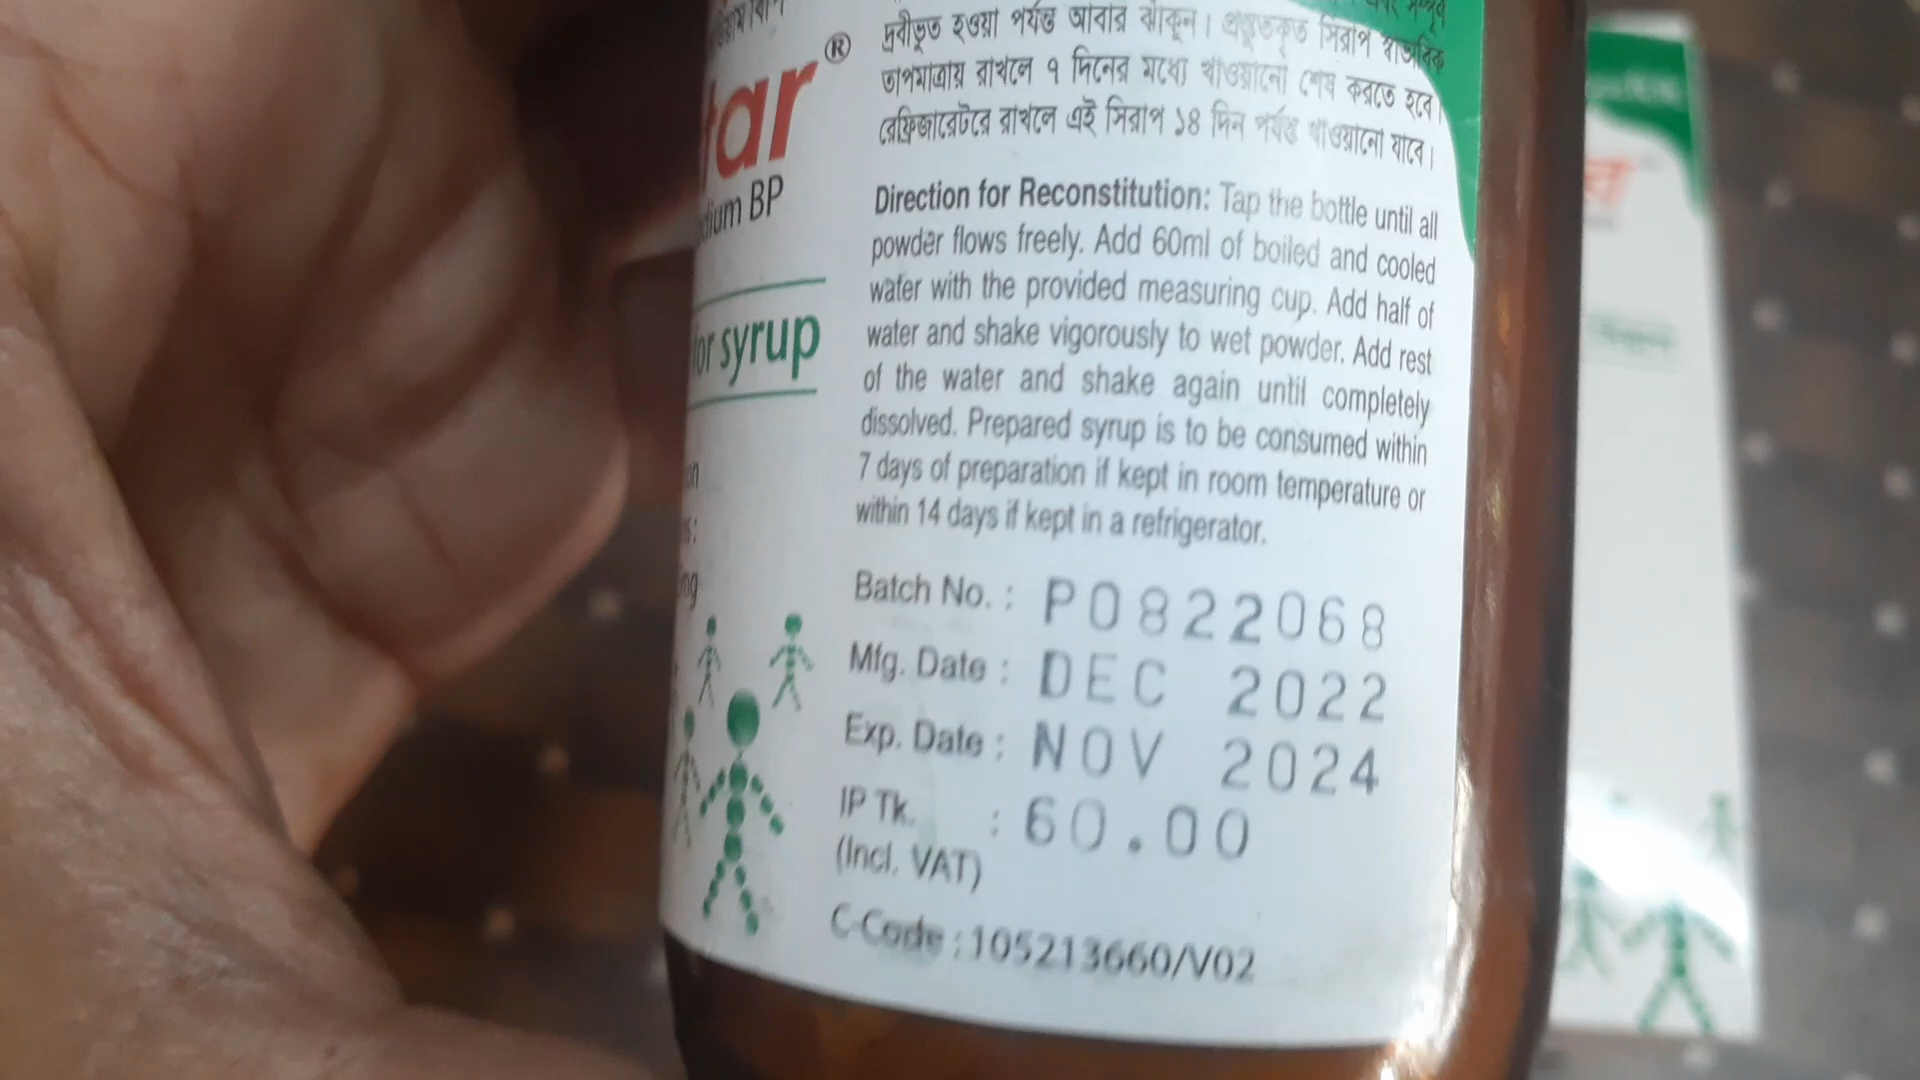 tar®
dium BP
or syrup
on
s:
mg
দ্রবীভূত হওয়া পর্যন্ত আবার ঝাঁকুন। প্রস্তুতকৃত সিরাপ স্বাভাবিক
তাপমাত্রায় রাখলে ৭ দিনের মধ্যে খাওয়ানো শেষ করতে হবে।
রেফ্রিজারেটরে রাখলে এই সিরাপ ১৪ দিন পর্যন্ত খাওয়ানো যাবে।
Direction for Reconstitution: Tap the bottle until all
powder flows freely. Add 60ml of boiled and cooled
water with the provided measuring cup. Add half of
water and shake vigorously to wet powder. Add rest
of the water and shake again until completely
dissolved. Prepared syrup is to be consumed within
7 days of preparation if kept in room temperature or
within 14 days if kept in a refrigerator.
Batch No. : P0822068
Mfg. Date : DEC 2022
Exp. Date : NOV 2024
IP Tk. : 60.00
(Incl. VAT)
C-Code : 105213660/V02